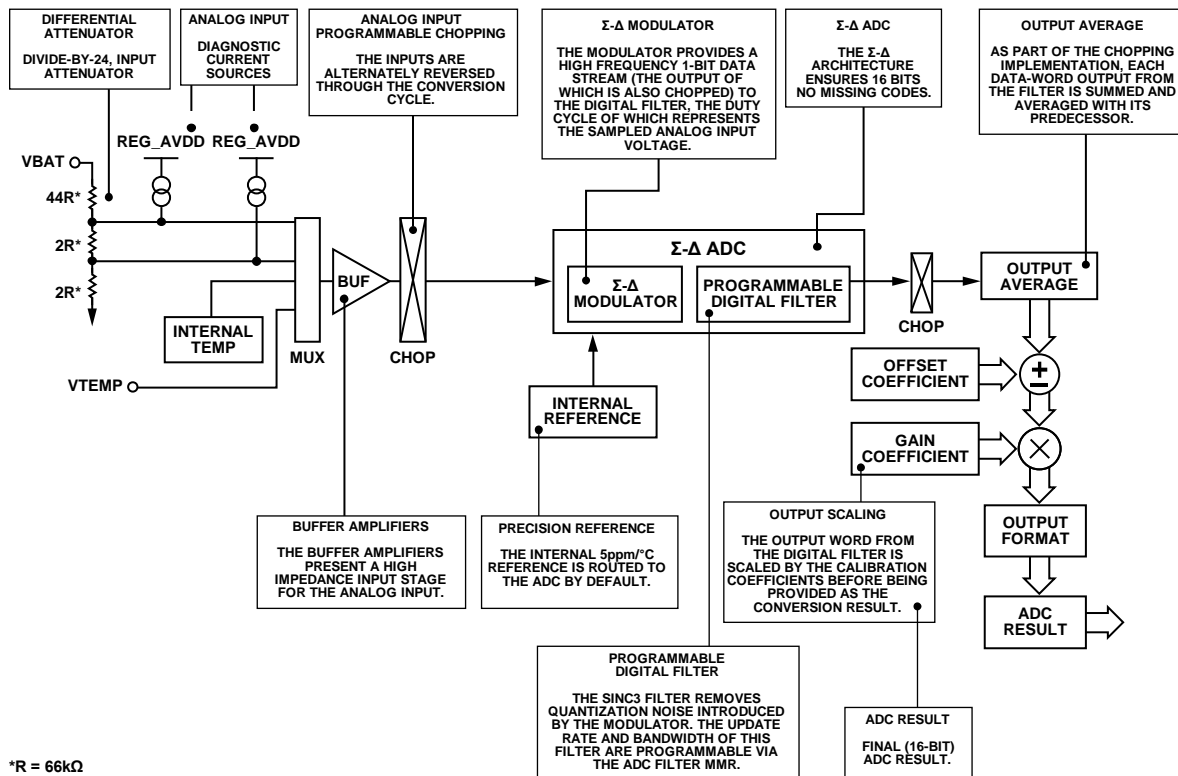 DIFFERENTIAL
ATTENUATOR
DIVIDE-BY-24, INPUT
ATTENUATOR
ANALOG INPUT
DIAGNOSTIC
CURRENT
SOURCES
ANALOG INPUT
PROGRAMMABLE CHOPPING
THE INPUTS ARE
ALTERNATELY REVERSED
THROUGH THE CONVERSION
CYCLE.
Σ-Δ MODULATOR
THE MODULATOR PROVIDES A
HIGH FREQUENCY 1-BIT DATA
STREAM (THE OUTPUT OF
WHICH IS ALSO CHOPPED) TO
THE DIGITAL FILTER, THE DUTY
CYCLE OF WHICH REPRESENTS
THE SAMPLED ANALOG INPUT
VOLTAGE.
Σ-Δ ADC
THE Σ-Δ
ARCHITECTURE
ENSURES 16 BITS
NO MISSING CODES.
OUTPUT AVERAGE
AS PART OF THE CHOPPING
IMPLEMENTATION, EACH
DATA-WORD OUTPUT FROM
THE FILTER IS SUMMED AND
AVERAGED WITH ITS
PREDECESSOR.
REG_AVDD REG_AVDD
VBAT
44R*
2R*
2R*
INTERNAL
TEMP
VTEMP
MUX
BUF
CHOP
Σ-Δ ADC
Σ-Δ
MODULATOR
PROGRAMMABLE
DIGITAL FILTER
CHOP
OUTPUT
AVERAGE
INTERNAL
REFERENCE
OFFSET
COEFFICIENT
±
GAIN
COEFFICIENT
×
OUTPUT
FORMAT
ADC
RESULT
BUFFER AMPLIFIERS
THE BUFFER AMPLIFIERS
PRESENT A HIGH
IMPEDANCE INPUT STAGE
FOR THE ANALOG INPUT.
PRECISION REFERENCE
THE INTERNAL 5ppm/°C
REFERENCE IS ROUTED TO
THE ADC BY DEFAULT.
OUTPUT SCALING
THE OUTPUT WORD FROM
THE DIGITAL FILTER IS
SCALED BY THE CALIBRATION
COEFFICIENTS BEFORE BEING
PROVIDED AS THE
CONVERSION RESULT.
PROGRAMMABLE
DIGITAL FILTER
THE SINC3 FILTER REMOVES
QUANTIZATION NOISE INTRODUCED
BY THE MODULATOR. THE UPDATE
RATE AND BANDWIDTH OF THIS
FILTER ARE PROGRAMMABLE VIA
THE ADC FILTER MMR.
ADC RESULT
FINAL (16-BIT)
ADC RESULT.
*R = 66kΩ